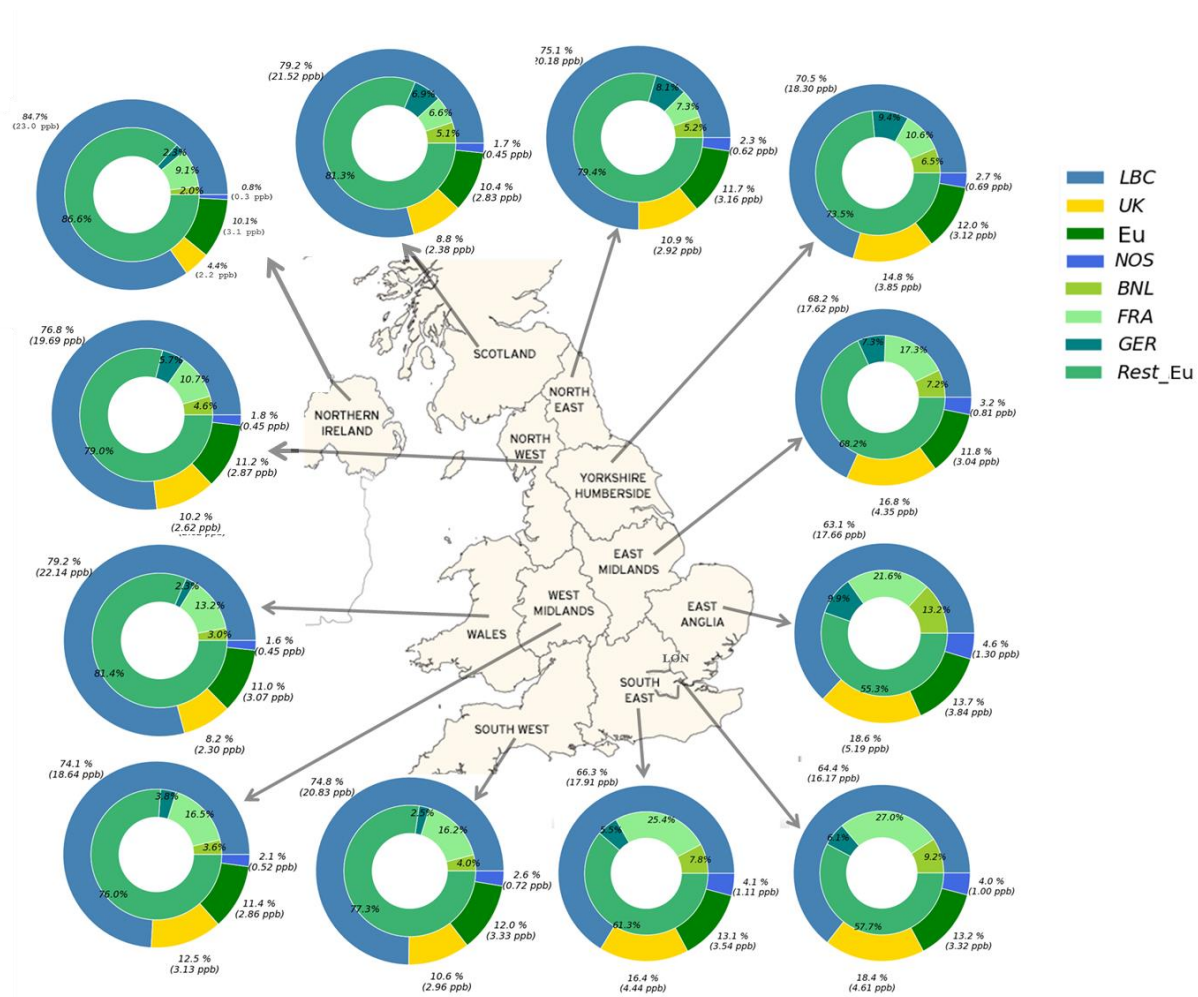 84.7%
(23.0 ppb)
2.3%
9.1%
2.0%
86.6%
0.8%
(0.3 ppb)
10.1%
(3.1 ppb)
4.4%
(2.2 ppb)
79.2 %
(21.52 ppb)
6.9%
6.6%
5.1%
81.3%
1.7 %
(0.45 ppb)
10.4 %
(2.83 ppb)
8.8 %
(2.38 ppb)
75.1 %
20.18 ppb)
8.1%
7.3%
5.2%
79.4%
2.3 %
(0.62 ppb)
11.7 %
(3.16 ppb)
10.9 %
(2.92 ppb)
70.5 %
(18.30 ppb)
9.4%
10.6%
6.5%
73.5%
2.7 %
(0.69 ppb)
12.0 %
(3.12 ppb)
14.8 %
(3.85 ppb)
LBC
UK
Eu
NOS
BNL
FRA
GER
Rest_Eu
76.8 %
(19.69 ppb)
5.7%
10.7%
4.6%
79.0%
1.8 %
(0.45 ppb)
11.2 %
(2.87 ppb)
10.2 %
(2.62 ppb)
68.2 %
(17.62 ppb)
7.3%
17.3%
7.2%
68.2%
3.2 %
(0.81 ppb)
11.8 %
(3.04 ppb)
16.8 %
(4.35 ppb)
SCOTLAND
NORTH
EAST
NORTHERN
IRELAND
NORTH
WEST
YORKSHIRE
HUMBERSIDE
EAST
MIDLANDS
WEST
MIDLANDS
EAST
ANGLIA
WALES
LON
SOUTH
EAST
SOUTH WEST
79.2 %
(22.14 ppb)
2.3%
13.2%
3.0%
81.4%
1.6 %
(0.45 ppb)
11.0 %
(3.07 ppb)
8.2 %
(2.30 ppb)
63.1 %
(17.66 ppb)
9.9%
21.6%
13.2%
55.3%
4.6 %
(1.30 ppb)
13.7 %
(3.84 ppb)
18.6 %
(5.19 ppb)
74.1 %
(18.64 ppb)
3.8%
16.5%
3.6%
76.0%
2.1 %
(0.52 ppb)
11.4 %
(2.86 ppb)
12.5 %
(3.13 ppb)
74.8 %
(20.83 ppb)
2.5%
16.2%
4.0%
77.3%
2.6 %
(0.72 ppb)
12.0 %
(3.33 ppb)
10.6 %
(2.96 ppb)
66.3 %
(17.91 ppb)
5.5%
25.4%
7.8%
61.3%
4.1 %
(1.11 ppb)
13.1 %
(3.54 ppb)
16.4 %
(4.44 ppb)
64.4 %
(16.17 ppb)
6.1%
27.0%
9.2%
57.7%
4.0 %
(1.00 ppb)
13.2 %
(3.32 ppb)
18.4 %
(4.61 ppb)